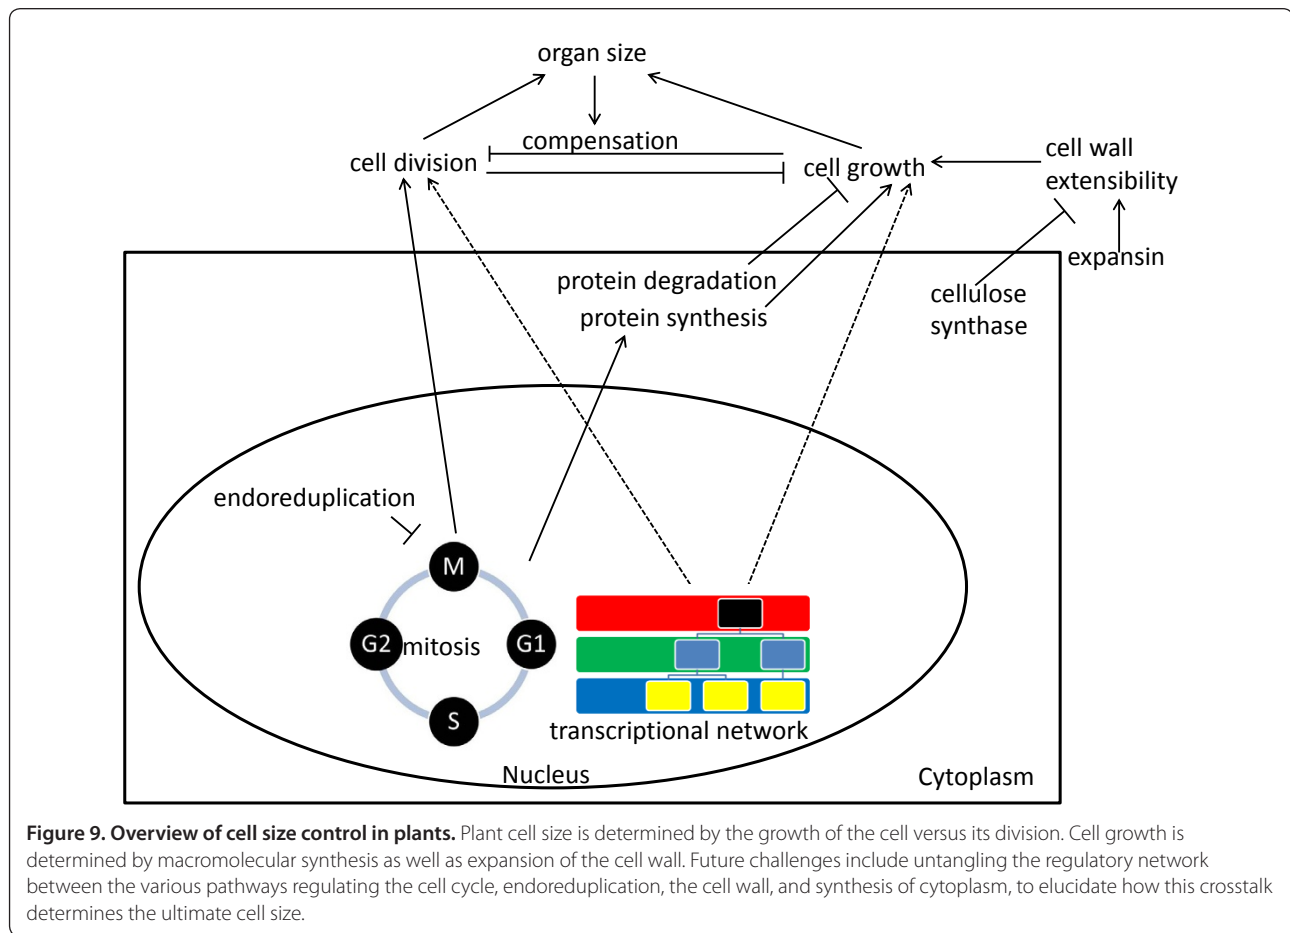 organ size
compensation
cell division
cell growth
cell wall
extensibility
expansin
protein degradation
protein synthesis
cellulose
synthase
endoreduplication
M
G2
mitosis
G1
S
transcriptional network
Nucleus
Cytoplasm
Figure 9. Overview of cell size control in plants. Plant cell size is determined by the growth of the cell versus its division. Cell growth is
determined by macromolecular synthesis as well as expansion of the cell wall. Future challenges include untangling the regulatory network
between the various pathways regulating the cell cycle, endoreduplication, the cell wall, and synthesis of cytoplasm, to elucidate how this crosstalk
determines the ultimate cell size.